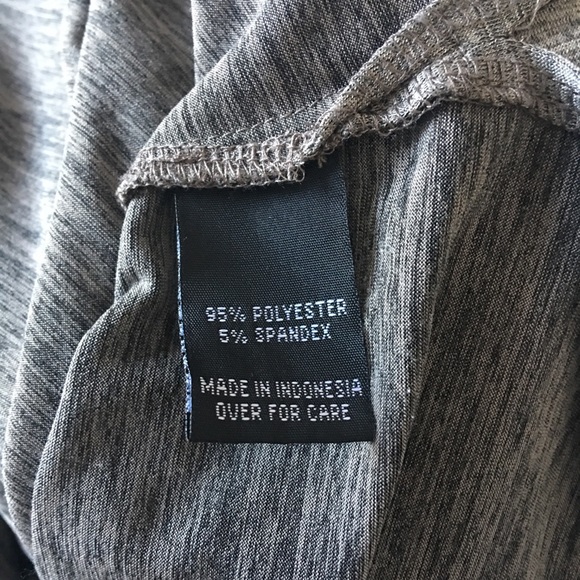 95% POLYESTER
5% SPANDEX
MADE IN INDONESIA
OVER FOR CARE